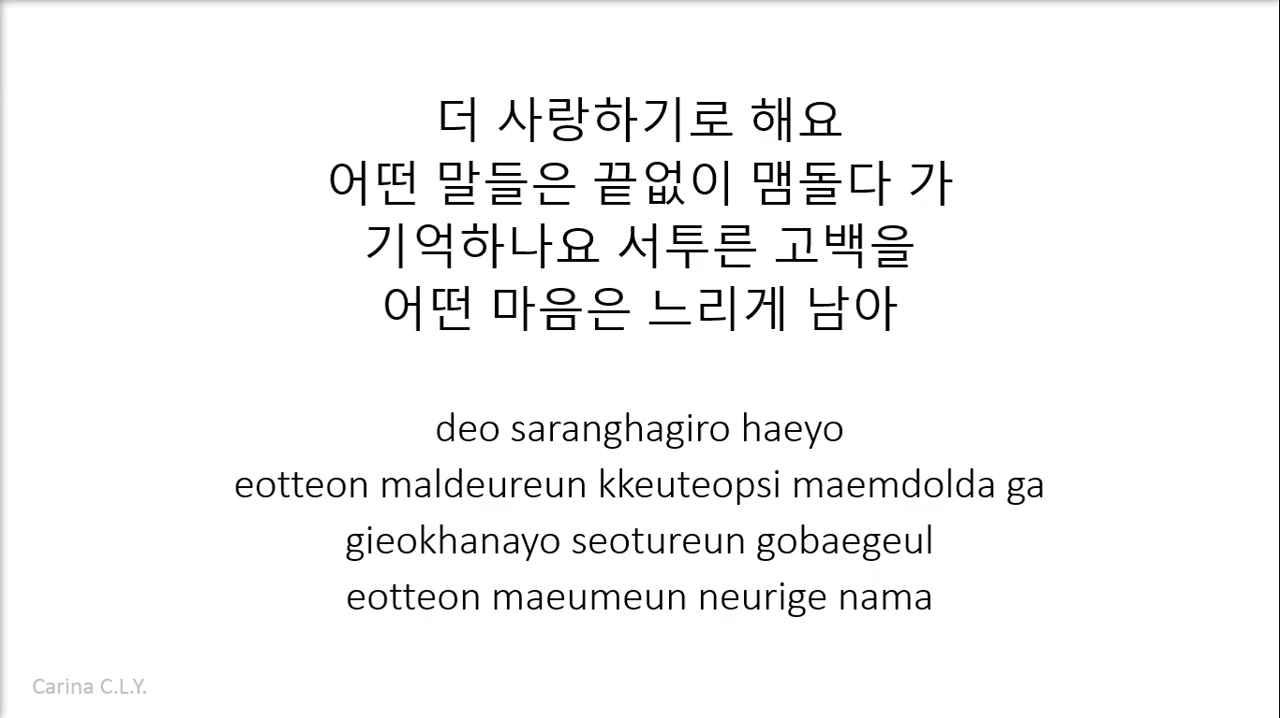 더 사랑하기로 해요
어떤 말들은 끝없이 맴돌다 가
기억하나요 서투른 고백을
어떤 마음은 느리게 남아
deo saranghagiro haeyo
eotteon maldeureun kkeuteopsi maemdolda ga
gieokhanayo seotureun gobaegeul
eotteon maeumeun neurige nama
Carina C.L.Y.